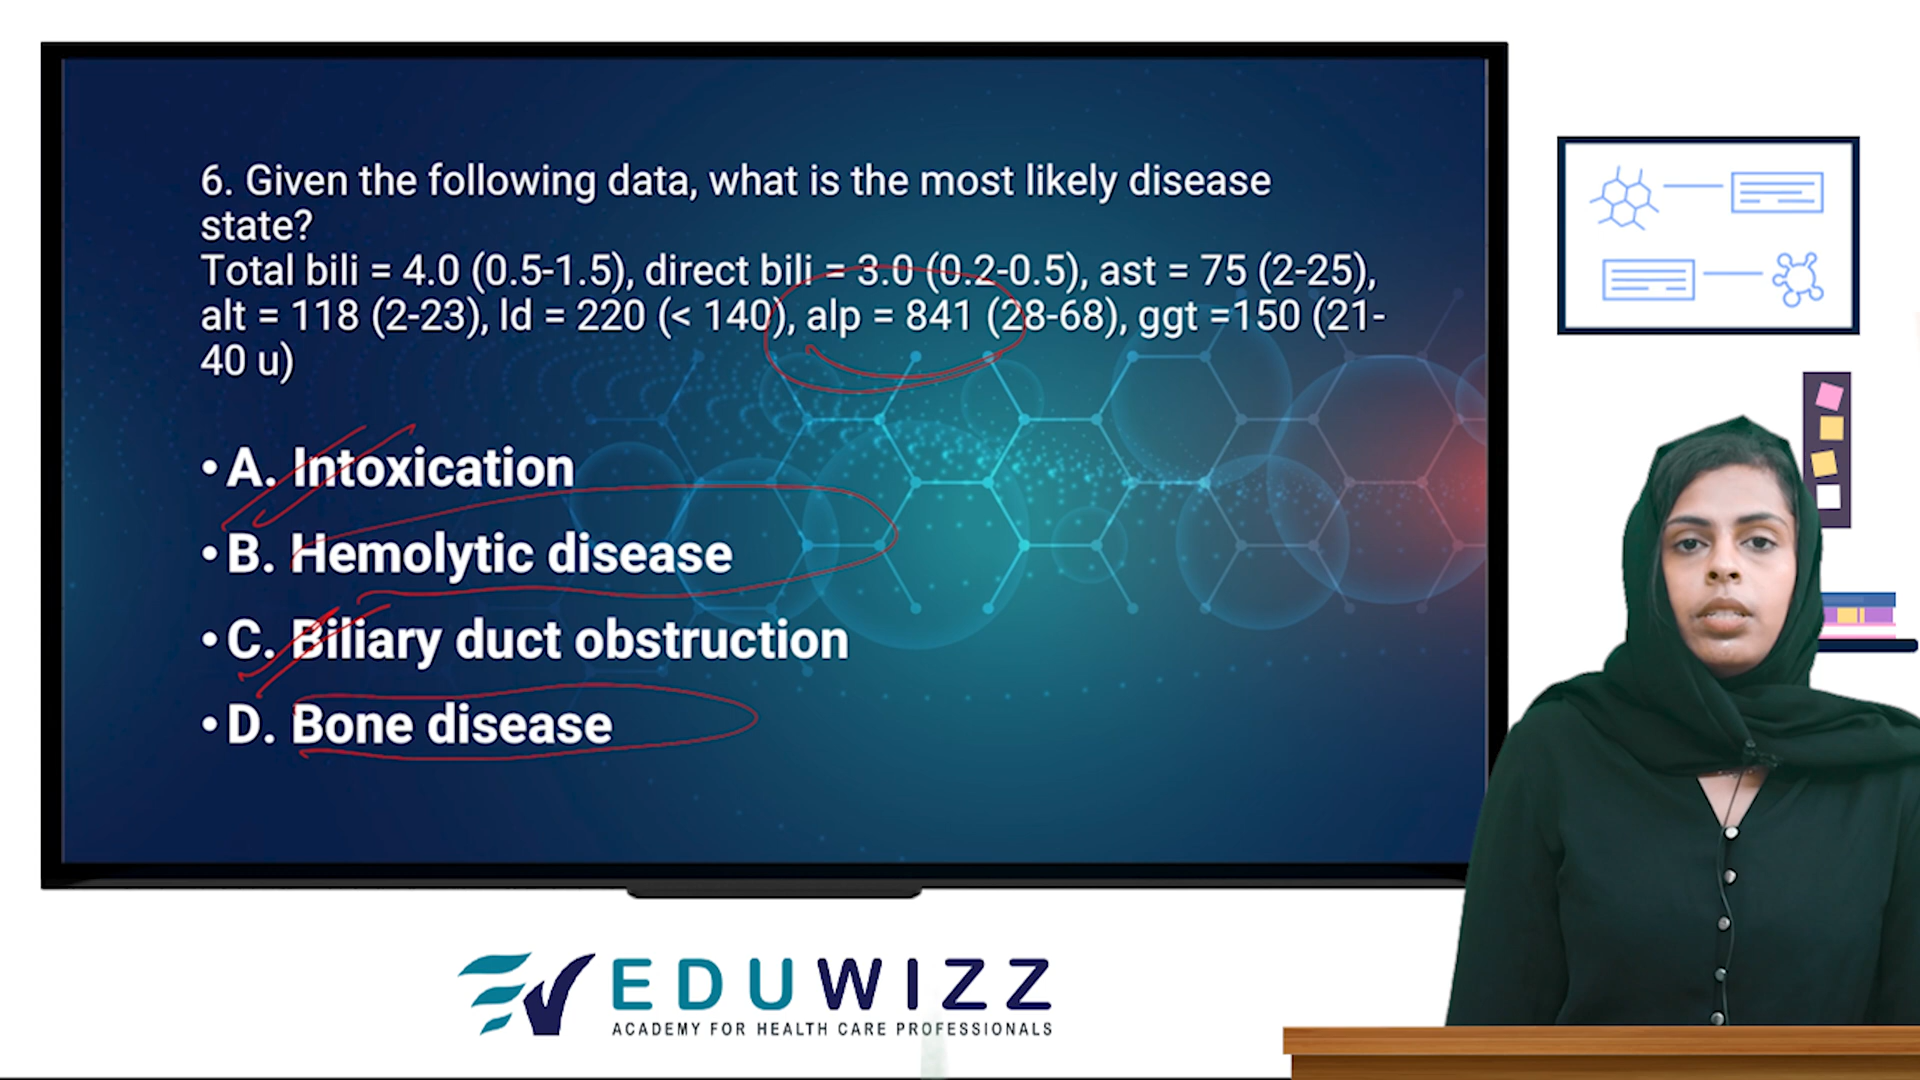 6. Given the following data, what is the most likely disease
state?
Total bili = 4.0 (0.5-1.5), direct bili = 3.0 (0.2-0.5), ast = 75 (2-25),
alt = 118 (2-23), ld = 220 (< 140), alp = 841 (28-68), ggt =150 (21-
40 u)
• A. Intoxication
• B. Hemolytic disease
• C. Biliary duct obstruction
• D. Bone disease
EDUWIZZ
ACADEMY FOR HEALTH CARE PROFESSIONALS